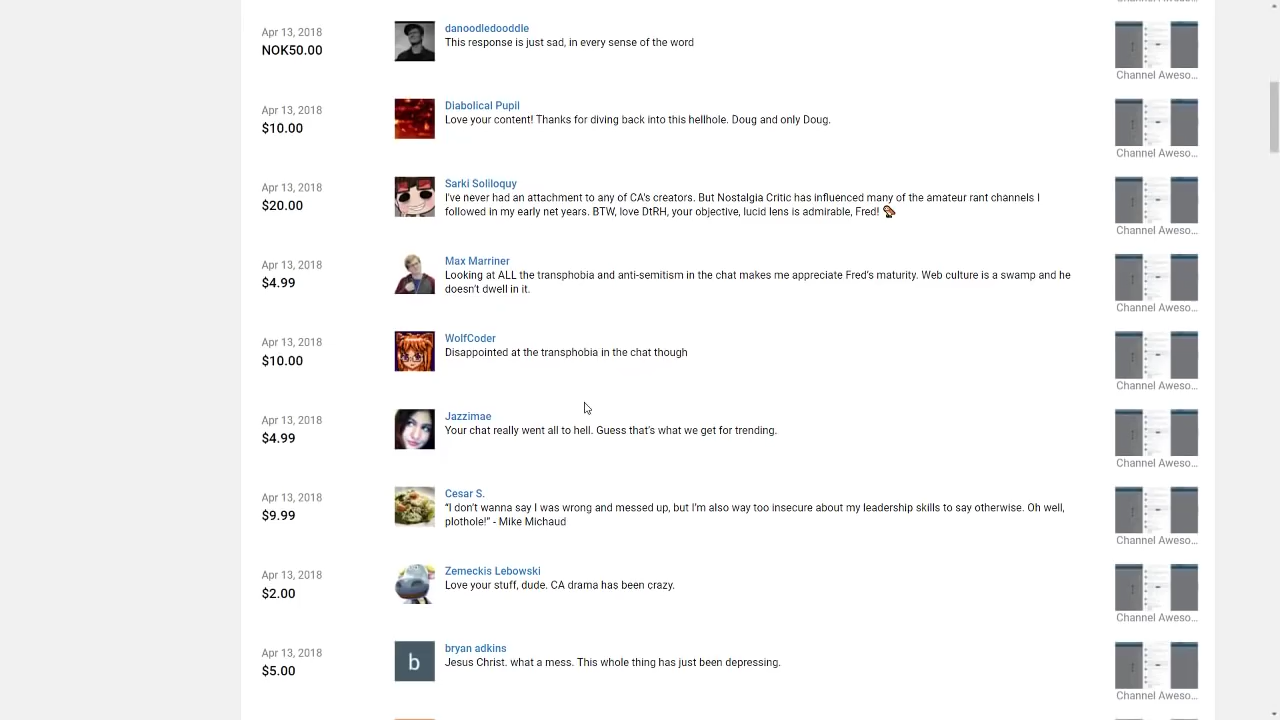 Apr 13, 2018
NOK50.00
danoodledooddle
This response is just sad, in every sense of the word
Channel Aweso...
Apr 13, 2018
$10.00
Diabolical Pupil
Love your content! Thanks for diving back into this hellhole. Doug and only Doug.
Channel Aweso...
Apr 13, 2018
$20.00
Sarki Soliloquy
I've never had an attachment to any of CA's creators. But Nostalgia Critic has influenced many of the amateur rant channels I
followed in my early net years. BTW, love DtRH, your objective, lucid lens is admirable, Fred!
Channel Aweso...
Apr 13, 2018
$4.99
Max Marriner
Looking at ALL the transphobia and anti-semitism in the chat makes me appreciate Fred's maturity. Web culture is a swamp and he
doesn't dwell in it.
Channel Aweso...
Apr 13, 2018
$10.00
WolfCoder
Disappointed at the transphobia in the chat though
Channel Aweso...
Apr 13, 2018
$4.99
Jazzimae
Your chat really went all to hell. Guess that's what we get for trending.
Channel Aweso...
Apr 13, 2018
$9.99
Cesar S.
"I don't wanna say I was wrong and messed up, but I'm also way too insecure about my leadership skills to say otherwise. Oh well,
plothole!" - Mike Michaud
Channel Aweso...
Apr 13, 2018
$2.00
Zemeckis Lebowski
Love your stuff, dude. CA drama has been crazy.
Channel Aweso...
Apr 13, 2018
$5.00
b
bryan adkins
Jesus Christ. what a mess. This whole thing has just been depressing.
Channel Aweso...